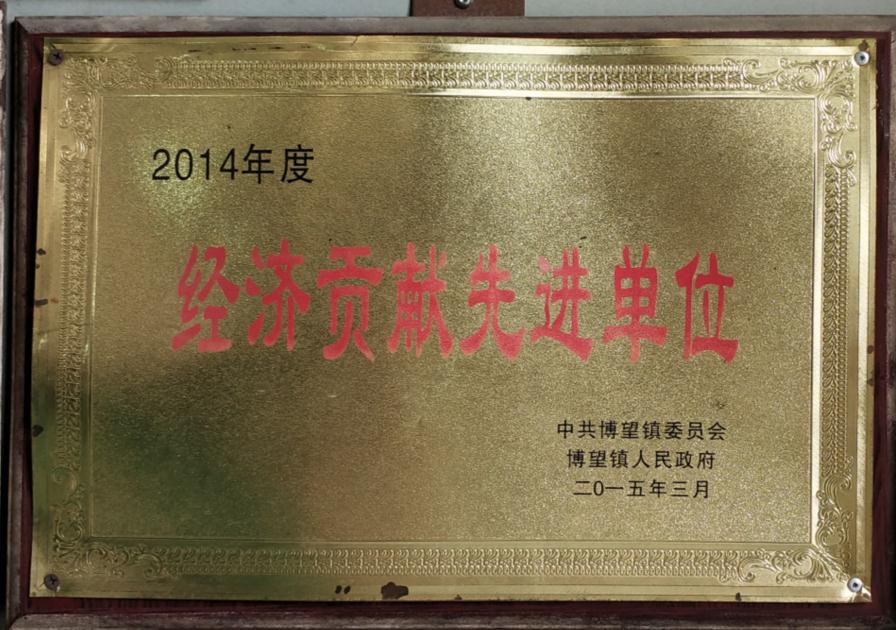 2014年度
经济贡献先进单位
中共博望镇委员会
博望镇人民政府
二0一五年三月